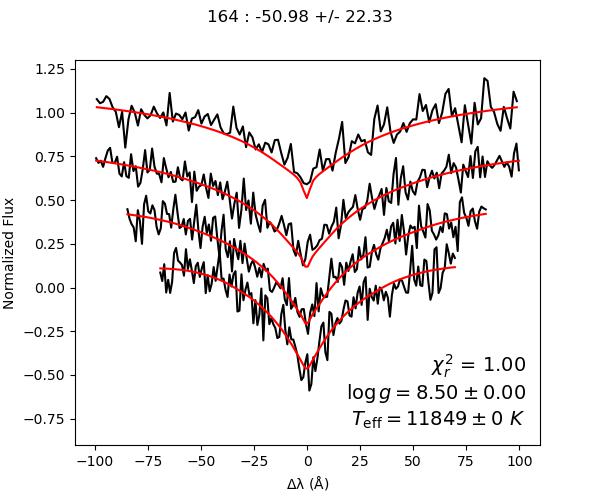 164 : -50.98 +/- 22.33
1.25
1.00
0.75
0.50
0.25
0.00
−0.25
−0.50
−0.75
Normalized Flux
χ²ᵣ = 1.00
log g = 8.50 ± 0.00
T_eff = 11849 ± 0 K
−100 −75 −50 −25 0 25 50 75 100
Δλ (Å)